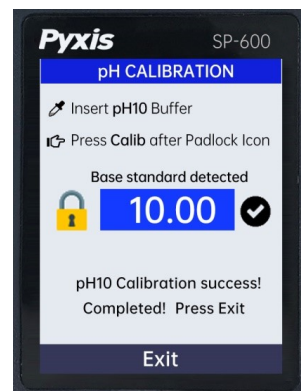 Pyxis SP-600
pH CALIBRATION
Insert pH10 Buffer
Press Calib after Padlock Icon
Base standard detected
10.00
pH10 Calibration success!
Completed! Press Exit
Exit